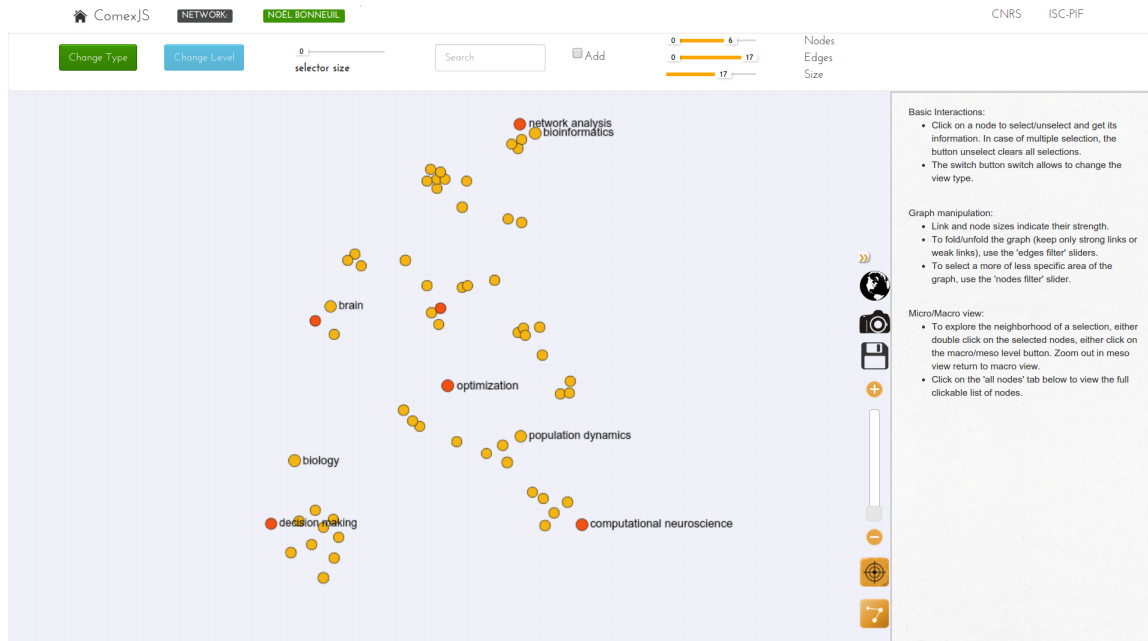 ComexJS NETWORK: NOËL BONNEUIL CNRS ISC-PIF
Change Type Change Level 0 selector size Search Add
0 6 Nodes
0 17 Edges
17 Size
network analysis
bioinformatics
brain
optimization
population dynamics
biology
decision making
computational neuroscience
Basic Interactions:
• Click on a node to select/unselect and get its
information. In case of multiple selection, the
button unselect clears all selections.
• The switch button switch allows to change the
view type.
Graph manipulation:
• Link and node sizes indicate their strength.
• To fold/unfold the graph (keep only strong links or
weak links), use the 'edges filter' sliders.
• To select a more of less specific area of the
graph, use the 'nodes filter' slider.
Micro/Macro view:
• To explore the neighborhood of a selection, either
double click on the selected nodes, either click on
the macro/meso level button. Zoom out in meso
view return to macro view.
• Click on the 'all nodes' tab below to view the full
clickable list of nodes.